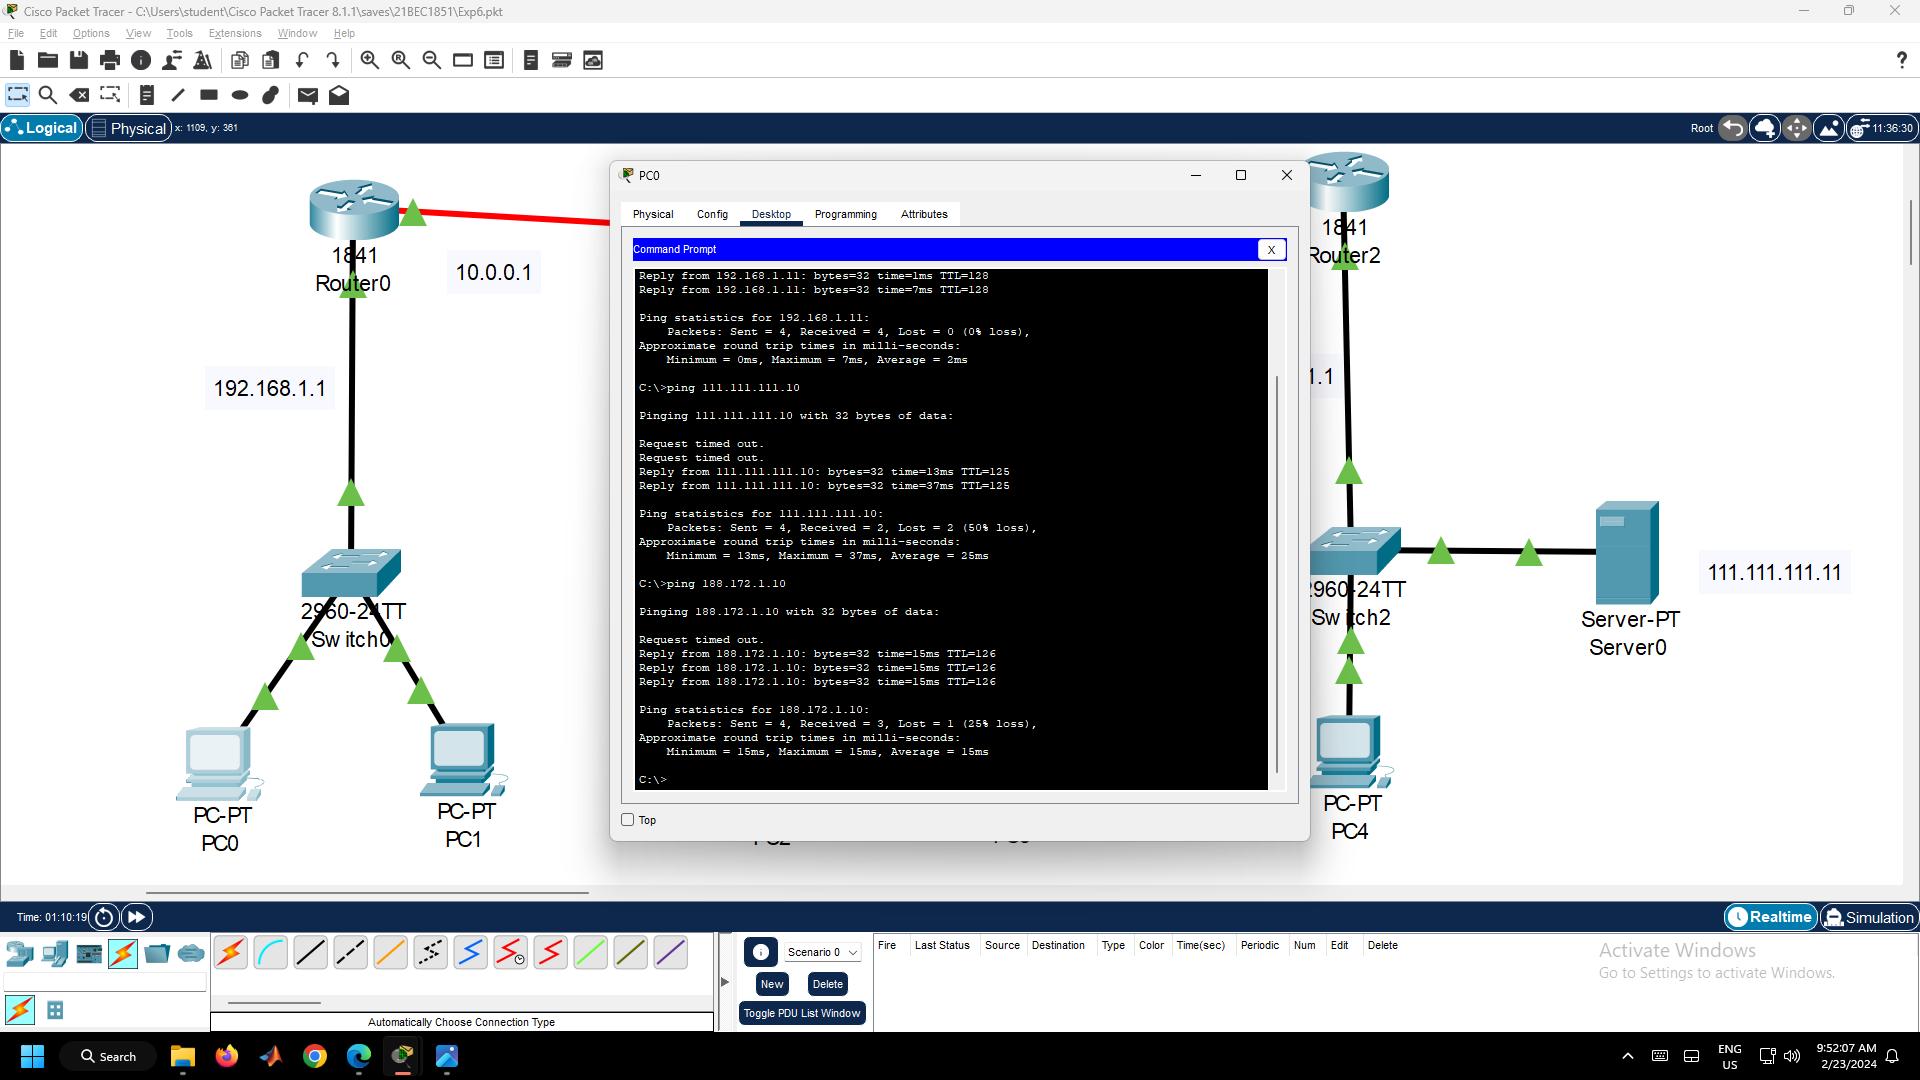 Cisco Packet Tracer - C:\Users\student\Cisco Packet Tracer 8.1.1\saves\21BEC1851\Exp6.pkt
File Edit Options View Tools Extensions Window Help
?
Logical Physical x: 1109, y: 381 Root 11:36:30
1841
Router0
10.0.0.1
192.168.1.1
2960-24TT
Switch0
PC-PT
PC0
PC-PT
PC1
PC0
Physical Config Desktop Programming Attributes
Command Prompt X
Reply from 192.168.1.11: bytes=32 time=1ms TTL=128
Reply from 192.168.1.11: bytes=32 time=7ms TTL=128
Ping statistics for 192.168.1.11:
Packets: Sent = 4, Received = 4, Lost = 0 (0% loss),
Approximate round trip times in milli-seconds:
Minimum = 0ms, Maximum = 7ms, Average = 2ms
C:\>ping 111.111.111.10
Pinging 111.111.111.10 with 32 bytes of data:
Request timed out.
Request timed out.
Reply from 111.111.111.10: bytes=32 time=13ms TTL=125
Reply from 111.111.111.10: bytes=32 time=37ms TTL=125
Ping statistics for 111.111.111.10:
Packets: Sent = 4, Received = 2, Lost = 2 (50% loss),
Approximate round trip times in milli-seconds:
Minimum = 13ms, Maximum = 37ms, Average = 25ms
C:\>ping 188.172.1.10
Pinging 188.172.1.10 with 32 bytes of data:
Request timed out.
Reply from 188.172.1.10: bytes=32 time=15ms TTL=126
Reply from 188.172.1.10: bytes=32 time=15ms TTL=126
Reply from 188.172.1.10: bytes=32 time=15ms TTL=126
Ping statistics for 188.172.1.10:
Packets: Sent = 4, Received = 3, Lost = 1 (25% loss),
Approximate round trip times in milli-seconds:
Minimum = 15ms, Maximum = 15ms, Average = 15ms
C:\>
Top
1841
Router2
1.1
2960-24TT
Switch2
Server-PT
Server0
111.111.111.11
PC-PT
PC4
Time: 01:10:19 Realtime Simulation
Automatically Choose Connection Type
Scenario 0
New Delete
Toggle PDU List Window
Fire Last Status Source Destination Type Color Time(sec) Periodic Num Edit Delete
Activate Windows
Go to Settings to activate Windows.
Search
ENG
US
9:52:07 AM
2/23/2024